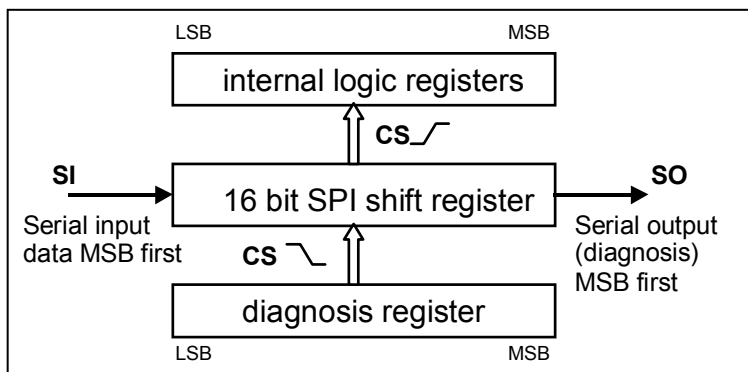 LSB MSB
internal logic registers
CS
SI
16 bit SPI shift register
SO
Serial input
data MSB first
CS
Serial output
(diagnosis)
MSB first
diagnosis register
LSB MSB